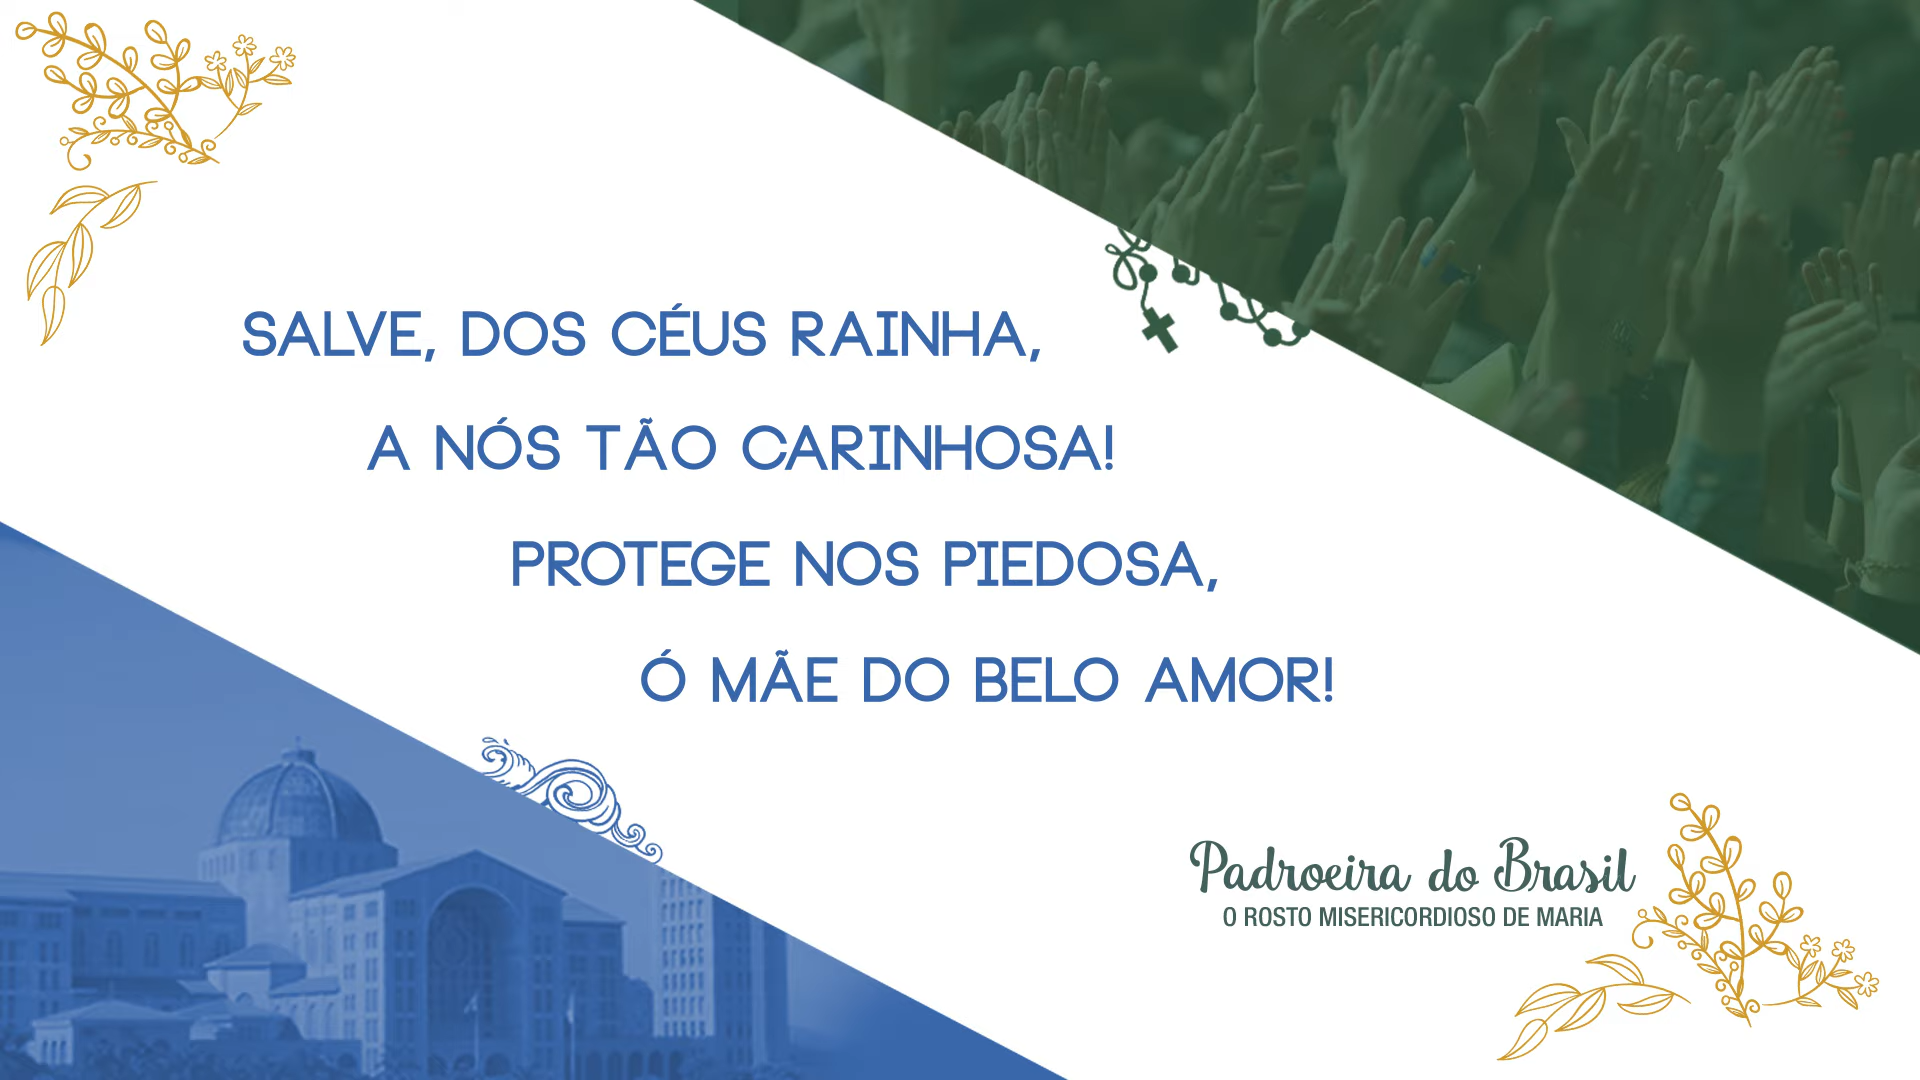 SALVE, DOS CÉUS RAINHA,
A NÓS TÃO CARINHOSA!
PROTEGE NOS PIEDOSA,
Ó MÃE DO BELO AMOR!
Padroeira do Brasil
O ROSTO MISERICORDIOSO DE MARIA